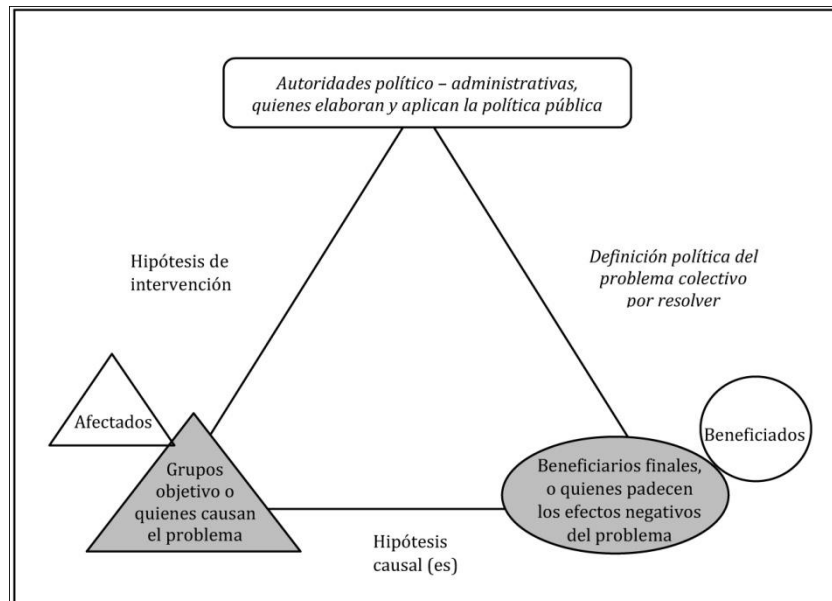 Autoridades político – administrativas,
quienes elaboran y aplican la política pública
Hipótesis de
intervención
Definición política del
problema colectivo
por resolver
Afectados
Beneficiados
Grupos
objetivo o
quienes causan
el problema
Beneficiarios finales,
o quienes padecen
los efectos negativos
del problema
Hipótesis
causal (es)